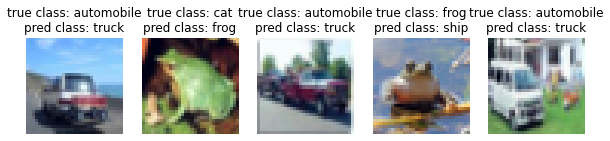 true class: automobile
pred class: truck
true class: cat
pred class: frog
true class: automobile
pred class: truck
true class: frog
pred class: ship
true class: automobile
pred class: truck